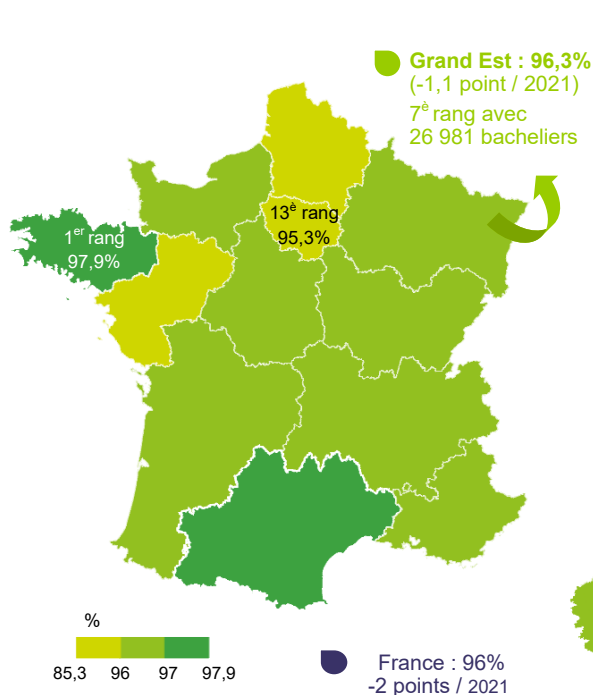 Grand Est : 96,3%
(-1,1 point / 2021)
7è rang avec
26 981 bacheliers
13è rang
95,3%
1er rang
97,9%
%
85,3 96 97 97,9
France : 96%
-2 points / 2021